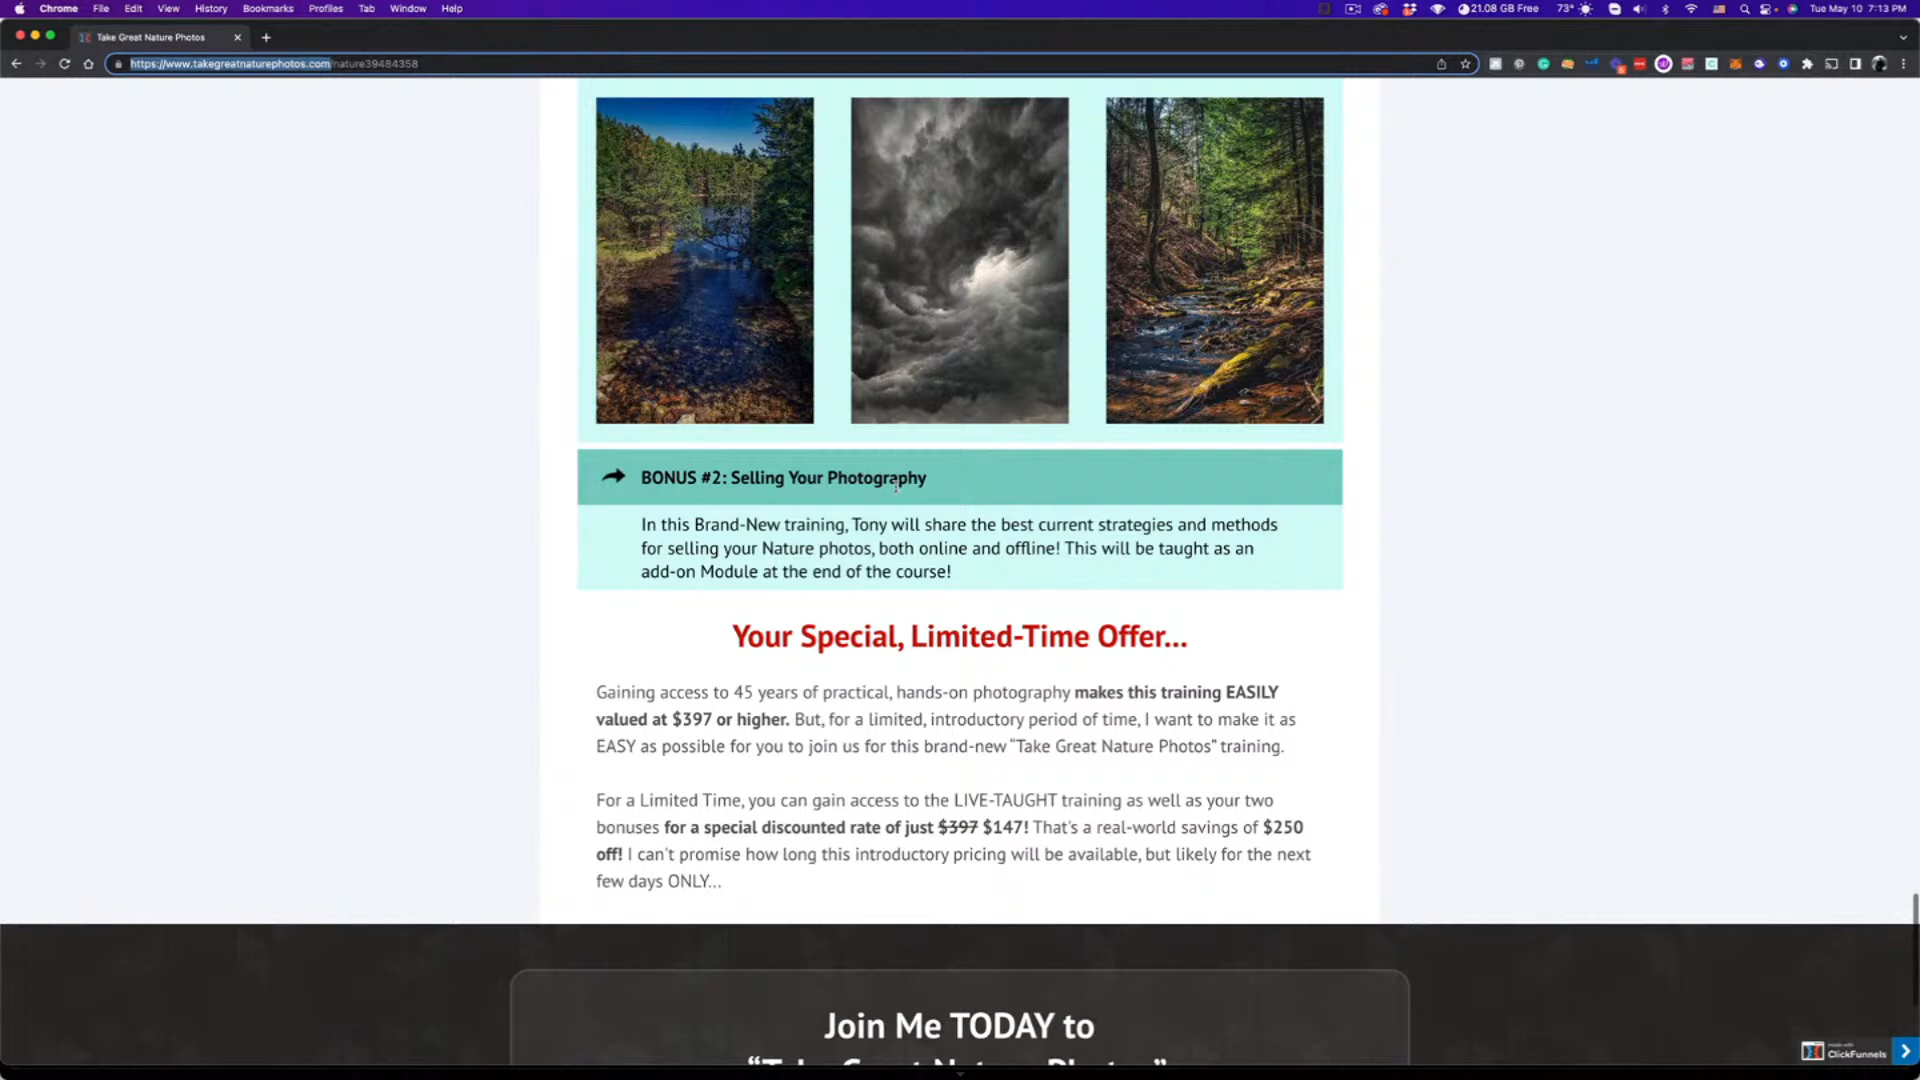 Chrome File Edit View History Bookmarks Profiles Tab Window Help 21.08 GB Free 73° Tue May 10 7:13 PM
Take Great Nature Photos
https://www.takegreatnaturephotos.com/nature39484358
BONUS #2: Selling Your Photography
In this Brand-New training, Tony will share the best current strategies and methods
for selling your Nature photos, both online and offline! This will be taught as an
add-on Module at the end of the course!
Your Special, Limited-Time Offer...
Gaining access to 45 years of practical, hands-on photography makes this training EASILY
valued at $397 or higher. But, for a limited, introductory period of time, I want to make it as
EASY as possible for you to join us for this brand-new “Take Great Nature Photos” training.
For a Limited Time, you can gain access to the LIVE-TAUGHT training as well as your two
bonuses for a special discounted rate of just $397 $147! That's a real-world savings of $250
off! I can't promise how long this introductory pricing will be available, but likely for the next
few days ONLY...
Join Me TODAY to
“Take Great Nature Photos”
made with
ClickFunnels